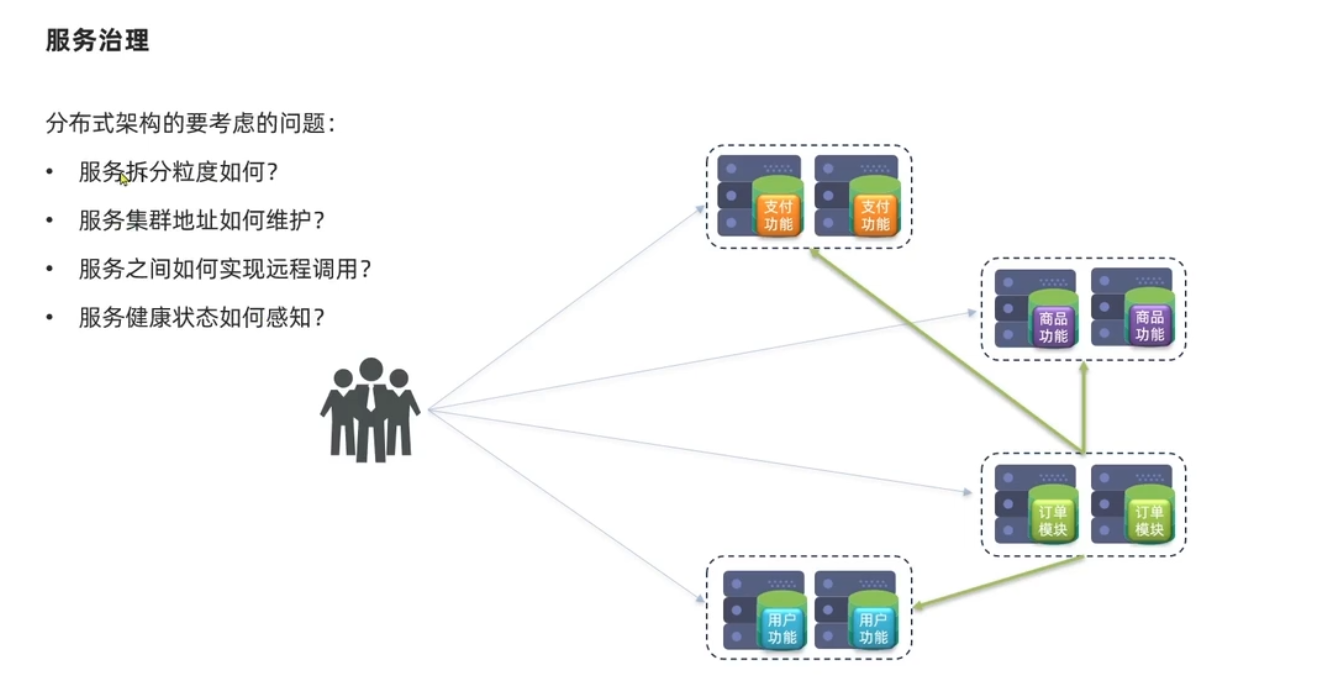 服务治理
分布式架构的要考虑的问题：
• 服务拆分粒度如何？
• 服务集群地址如何维护？
• 服务之间如何实现远程调用？
• 服务健康状态如何感知？
支付
功能
支付
功能
商品
功能
商品
功能
订单
模块
订单
模块
用户
功能
用户
功能